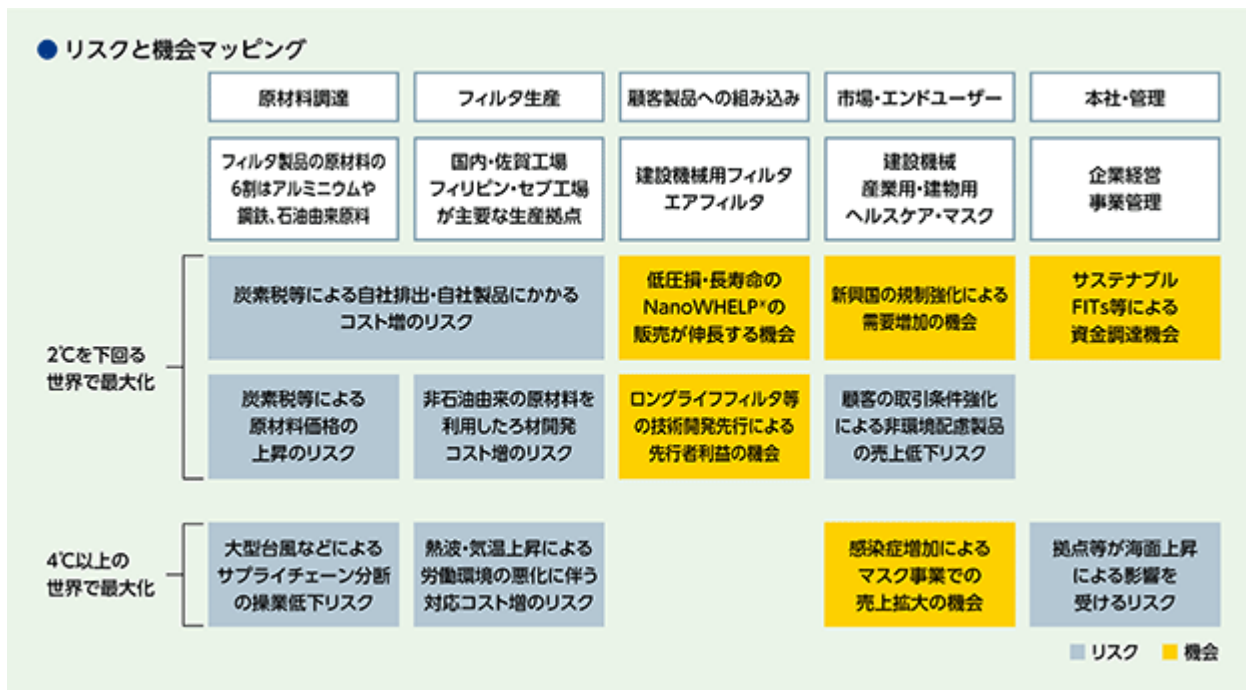 リスクと機会マッピング
原材料調達
フィルタ生産
顧客製品への組み込み
市場・エンドユーザー
本社・管理
フィルタ製品の原材料の
6割はアルミニウムや
鋼鉄、石油由来原料
国内・佐賀工場
フィリピン・セブ工場
が主要な生産拠点
建設機械用フィルタ
エアフィルタ
建設機械
産業用・建物用
ヘルスケア・マスク
企業経営
事業管理
2℃を下回る
世界で最大化
炭素税等による自社排出・自社製品にかかる
コスト増のリスク
低圧損・長寿命の
NanoWHELP※の
販売が伸長する機会
新興国の規制強化による
需要増加の機会
サステナブル
FITs等による
資金調達機会
炭素税等による
原材料価格の
上昇のリスク
非石油由来の原材料を
利用したろ材開発
コスト増のリスク
ロングライフフィルタ等
の技術開発先行による
先行者利益の機会
顧客の取引条件強化
による非環境配慮製品
の売上低下リスク
4℃以上の
世界で最大化
大型台風などによる
サプライチェーン分断
の操業低下リスク
熱波・気温上昇による
労働環境の悪化に伴う
対応コスト増のリスク
感染症増加による
マスク事業での
売上拡大の機会
拠点等が海面上昇
による影響を
受けるリスク
リスク
機会